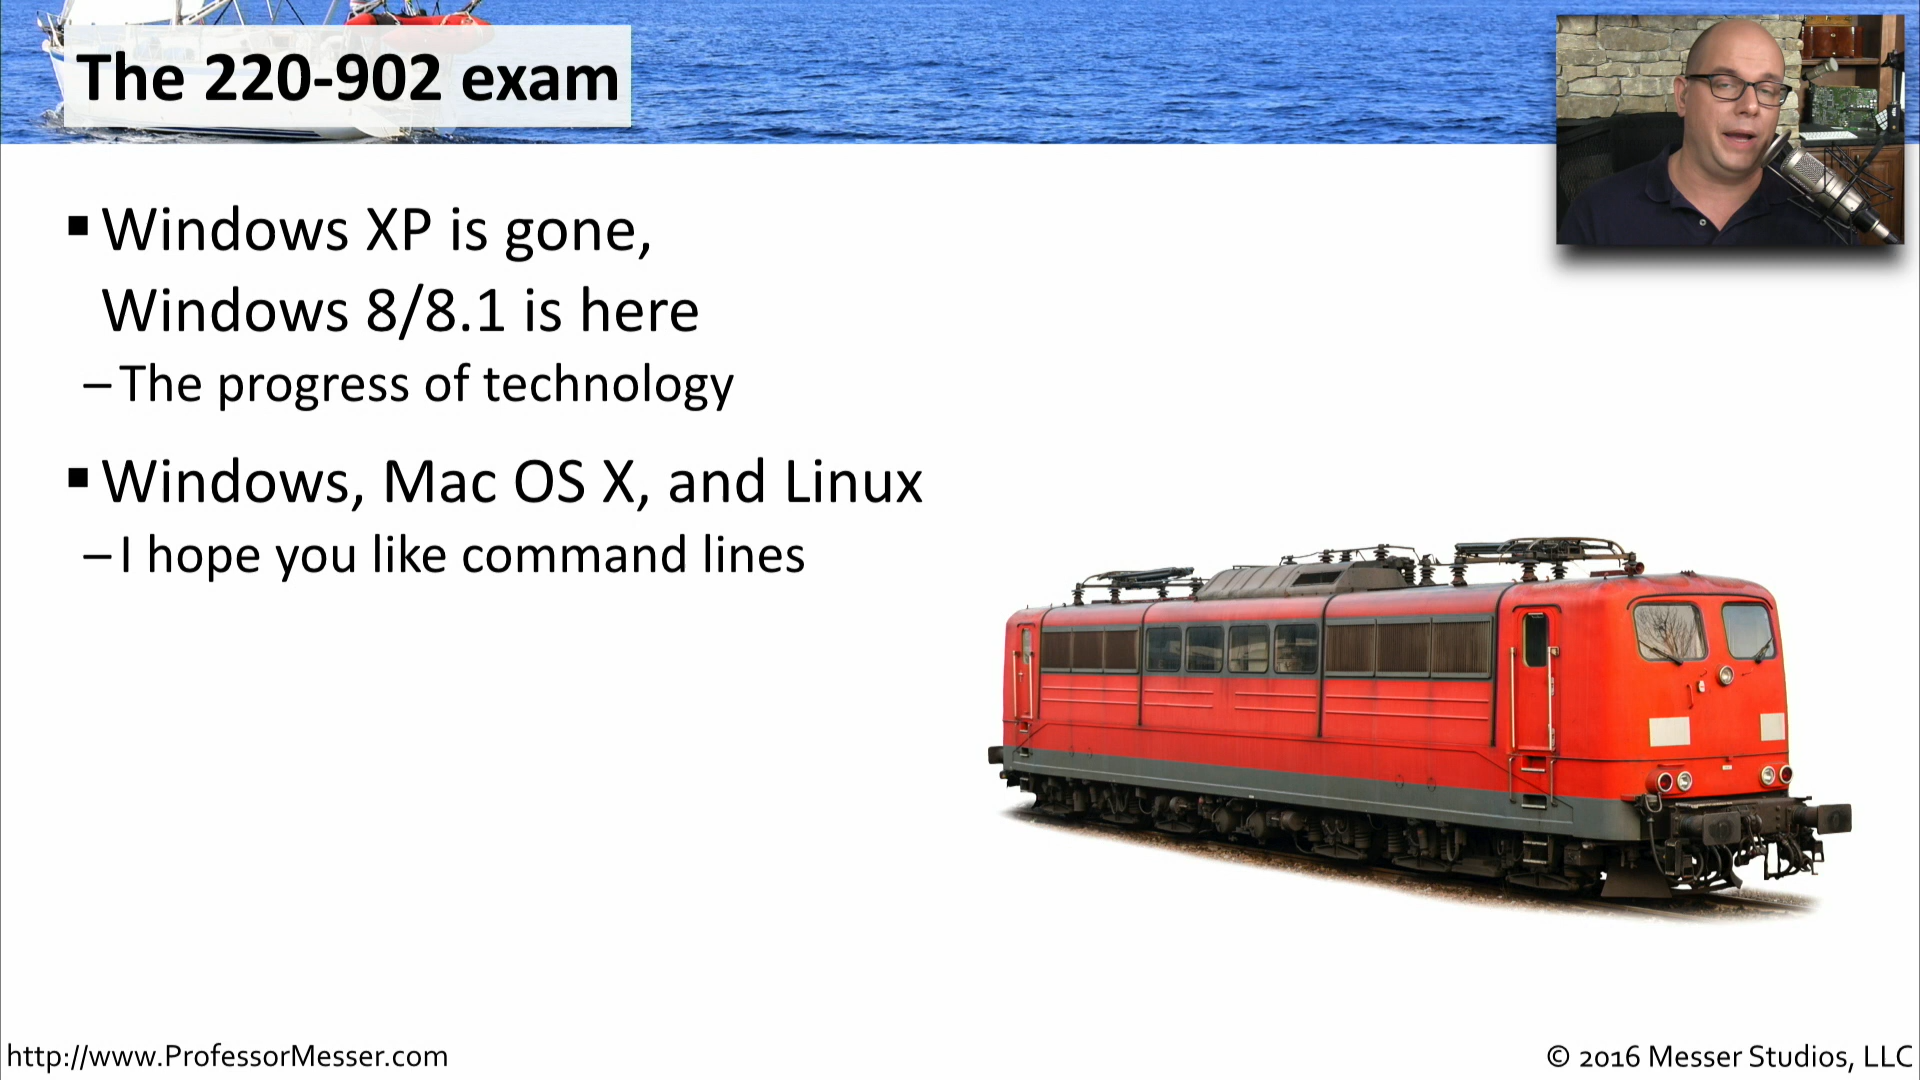 The 220-902 exam
▪ Windows XP is gone,
Windows 8/8.1 is here
– The progress of technology
▪ Windows, Mac OS X, and Linux
– I hope you like command lines
http://www.ProfessorMesser.com
© 2016 Messer Studios, LLC